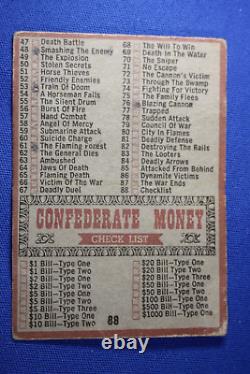 47 Death Battle
48 Smashing The Enemy
49 The Explosion
50 Stolen Secrets
51 Horse Thieves
52 Friendly Enemies
53 Train Of Doom
54 A Horseman Falls
55 The Silent Drum
56 Burst Of Fire
57 Hand Combat
58 Angel Of Mercy
59 Submarine Attack
60 Suicide Charge
61 The Flaming Forest
62 The General Dies
63 Ambushed
64 Jaws Of Death
65 Flaming Death
66 Victim Of The War
67 Deadly Duel
68 The Will To Win
69 Death In The Water
70 The Sniper
71 No Escape
72 The Cannon's Victim
73 Through The Swamp
74 Fighting For Victory
75 The Family Flees
76 Blazing Cannon
77 Trapped
78 The Rasy
79 Sudden Attack
80 Council Of War
81 City In Flames
81 Deadly Defense
82 Destroying The Rails
83 The Looters
84 Deadly Arrows
85 Attacked From Behind
86 Dynamite Victims
87 The War Ends
88 Checklist
CONFEDERATE MONEY
CHECK LIST
$1 Bill—Type One
$1 Bill—Type Two
$2 Bill—Type One
$2 Bill—Type Two
$5 Bill—Type One
$5 Bill—Type Two
$5 Bill—Type Three
$10 Bill—Type One
$10 Bill—Type Two
$20 Bill—Type One
$20 Bill Type Two
$20 Bill—Type Three
$50 Bill—Type One
$50 Bill—Type Two
$100 Bill—Type One
$100 Bill—Type Two
$500 Bill—Type One
$1000 Bill—Type One
88